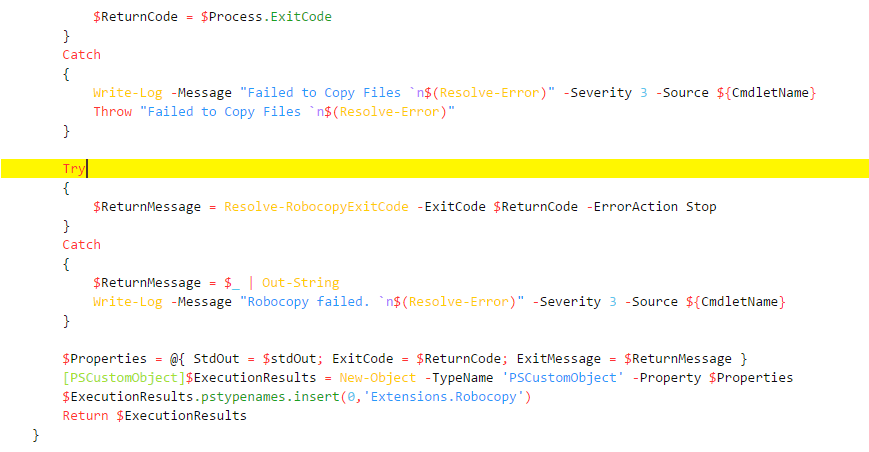 $ReturnCode = $Process.ExitCode
}
Catch
{
Write-Log -Message "Failed to Copy Files `n$(Resolve-Error)" -Severity 3 -Source ${CmdletName}
Throw "Failed to Copy Files `n$(Resolve-Error)"
}
Try
{
$ReturnMessage = Resolve-RobocopyExitCode -ExitCode $ReturnCode -ErrorAction Stop
}
Catch
{
$ReturnMessage = $_ | Out-String
Write-Log -Message "Robocopy failed. `n$(Resolve-Error)" -Severity 3 -Source ${CmdletName}
}
$Properties = @{ StdOut = $stdOut; ExitCode = $ReturnCode; ExitMessage = $ReturnMessage }
[PSCustomObject]$ExecutionResults = New-Object -TypeName 'PSCustomObject' -Property $Properties
$ExecutionResults.pstypenames.insert(0,'Extensions.Robocopy')
Return $ExecutionResults
}